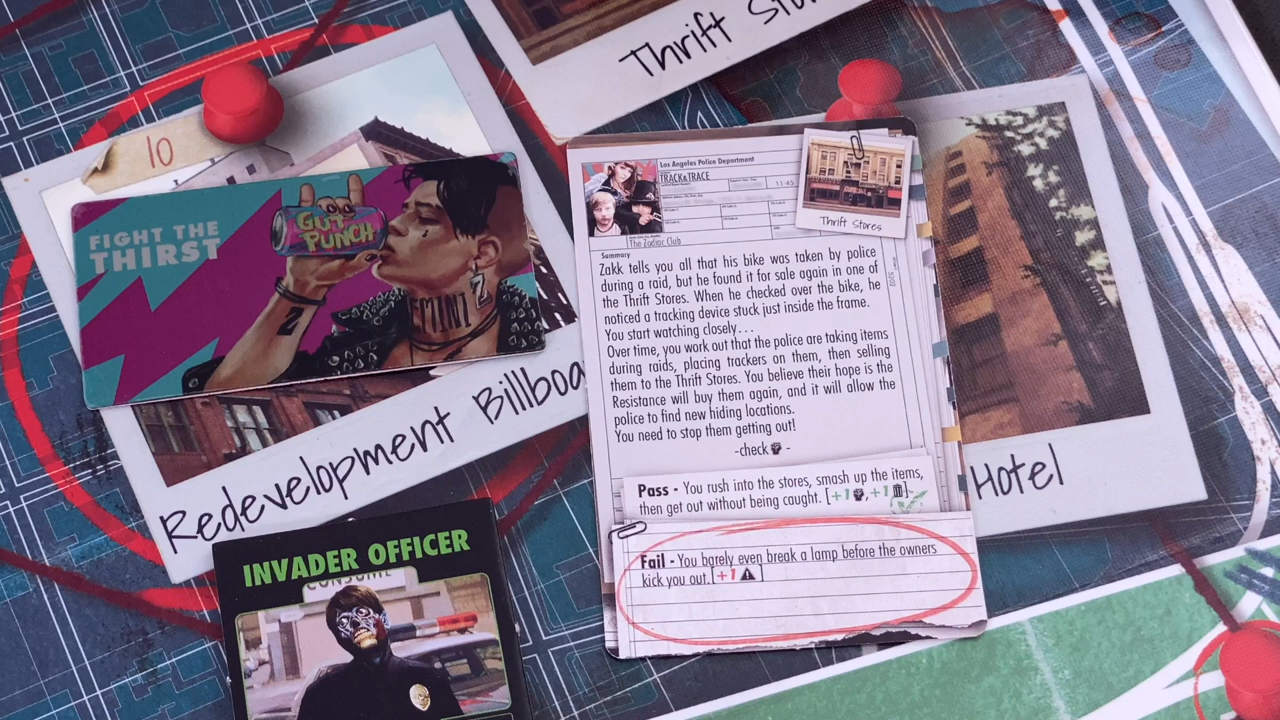 Thrift Sto
10
FIGHT THE
THIRST
GUT
PUNCH
EMINI
Z
Z
Redevelopment Billboa
INVADER OFFICER
CONSUME
Los Angeles Police Department
TRACK&TRACE
11:45
The Zodiac Club
Thrift Stores
Summary
Zakk tells you all that his bike was taken by police
during a raid, but he found it for sale again in one of
the Thrift Stores. When he checked over the bike, he
noticed a tracking device stuck just inside the frame.
You start watching closely...
Over time, you work out that the police are taking items
during raids, placing trackers on them, then selling
them to the Thrift Stores. You believe their hope is the
Resistance will buy them again, and it will allow the
police to find new hiding locations.
You need to stop them getting out!
-check -
Pass - You rush into the stores, smash up the items,
then get out without being caught. [+1 , +1 ].
Fail - You barely even break a lamp before the owners
kick you out. [+1 ]
Hotel